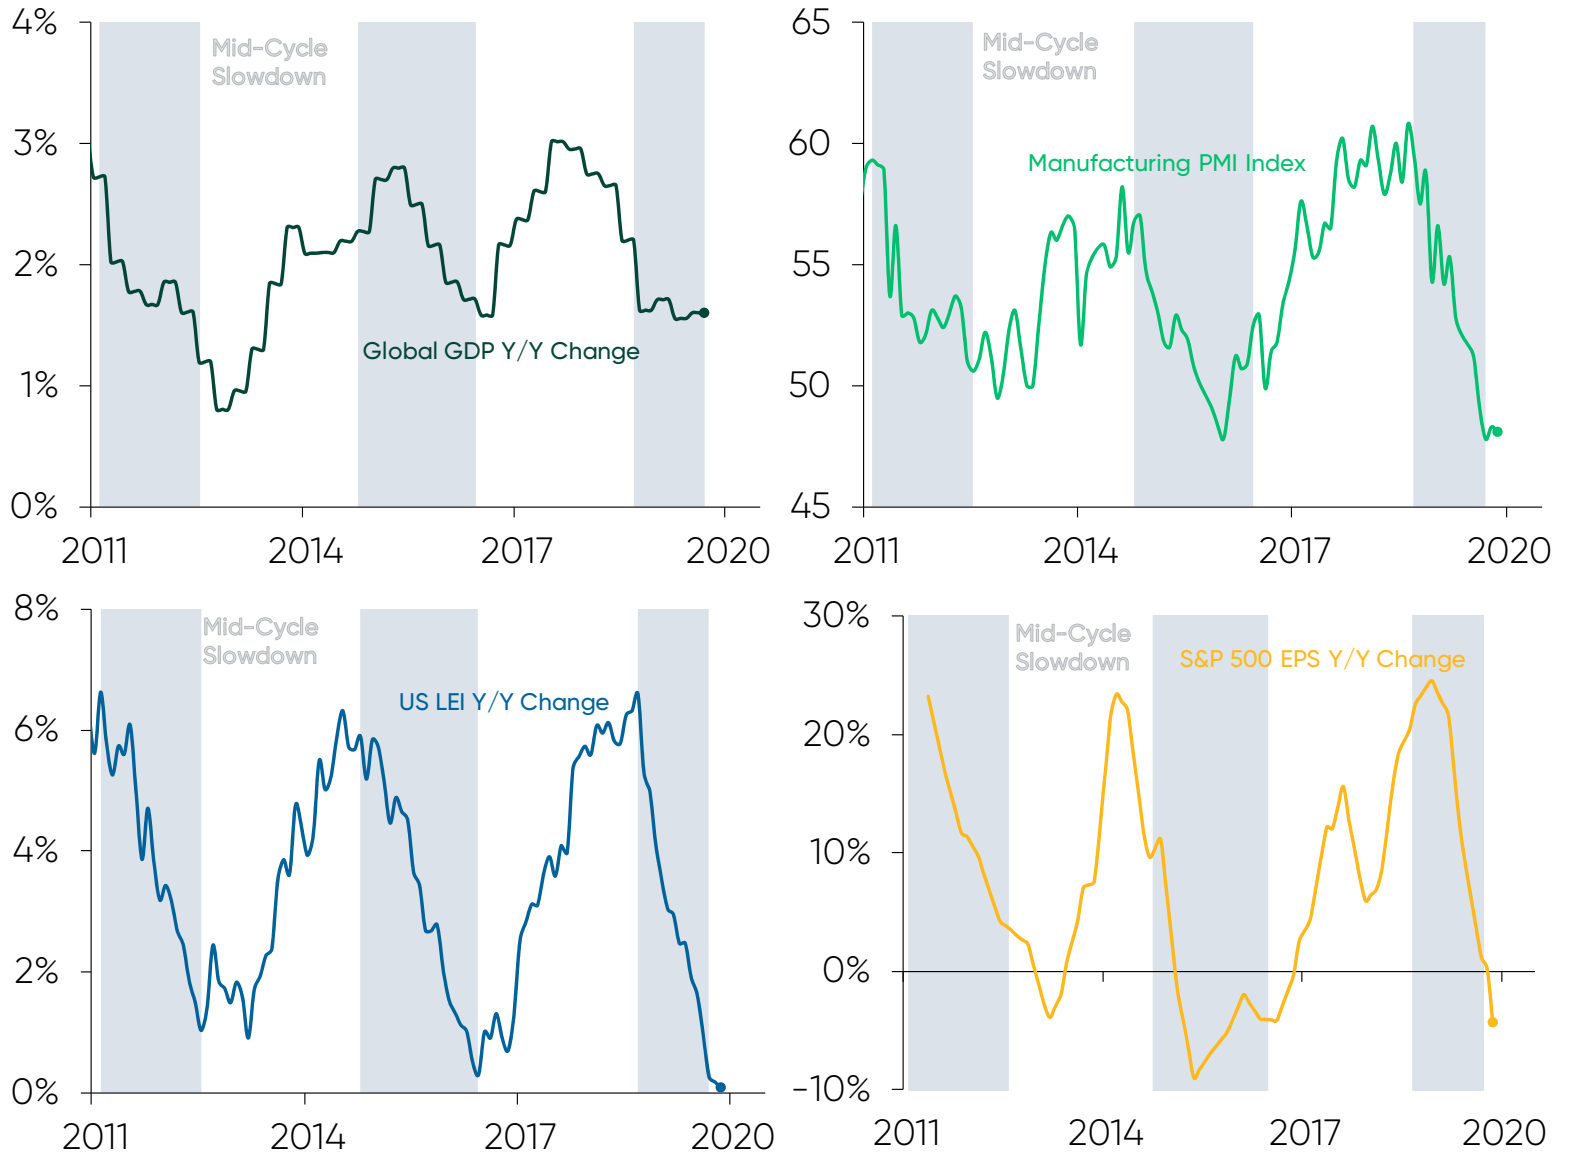 4%
3%
2%
1%
0%
Mid-Cycle
Slowdown
Global GDP Y/Y Change
2011 2014 2017 2020
65
60
55
50
45
Mid-Cycle
Slowdown
Manufacturing PMI Index
2011 2014 2017 2020
8%
6%
4%
2%
0%
Mid-Cycle
Slowdown
US LEI Y/Y Change
2011 2014 2017 2020
30%
20%
10%
0%
−10%
Mid-Cycle
Slowdown
S&P 500 EPS Y/Y Change
2011 2014 2017 2020